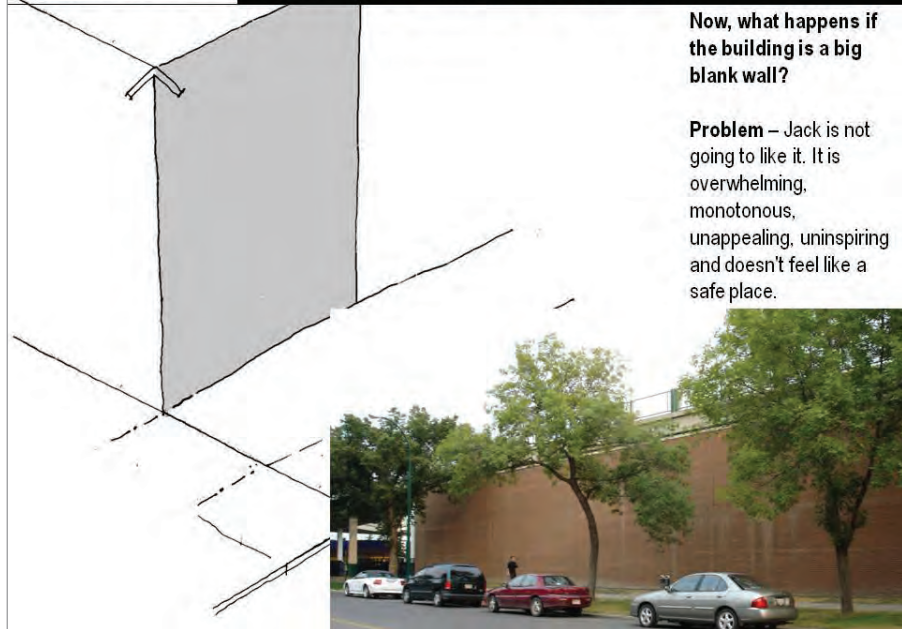 Now, what happens if
the building is a big
blank wall?
Problem – Jack is not
going to like it. It is
overwhelming,
monotonous,
unappealing, uninspiring
and doesn't feel like a
safe place.